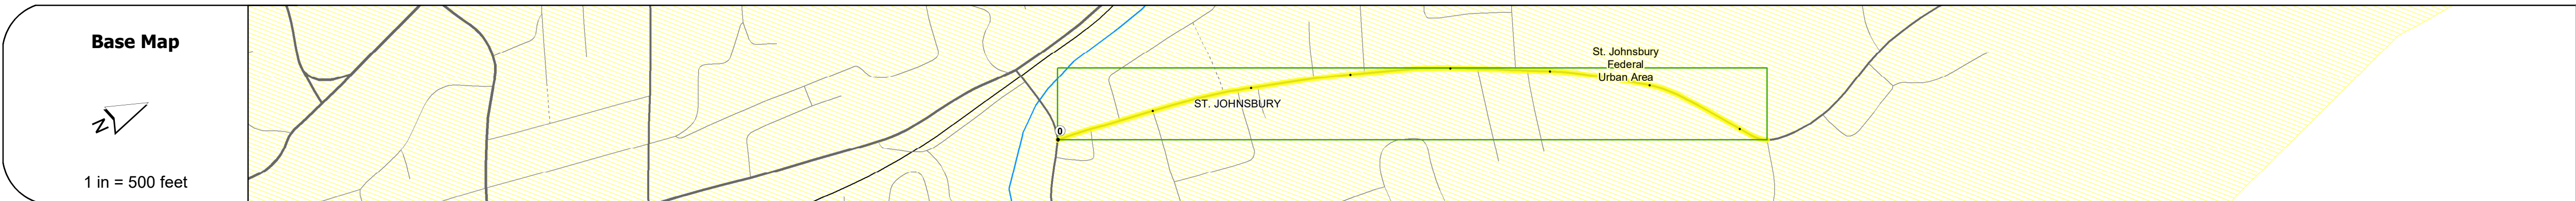 Base Map
N
1 in = 500 feet
0
ST. JOHNSBURY
St. Johnsbury
Federal
Urban Area